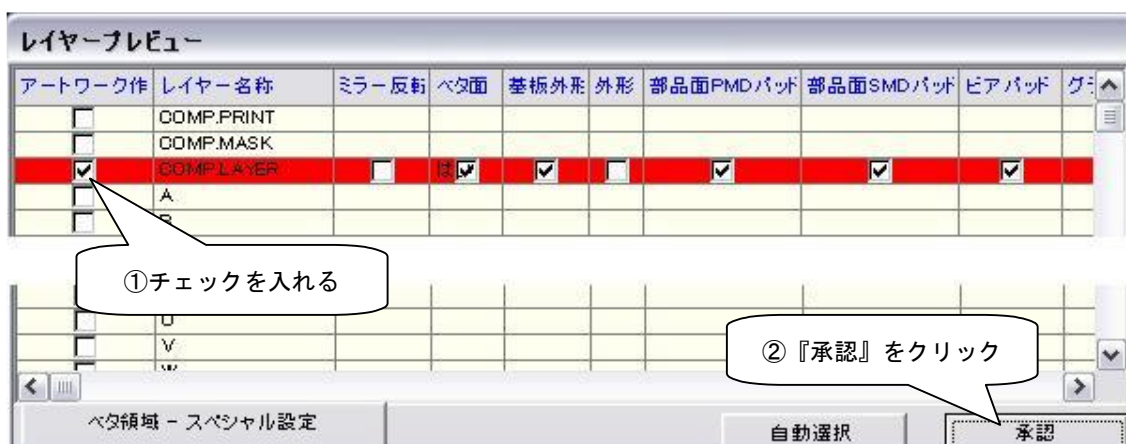 レイヤープレビュー
アートワーク作 レイヤー名称 ミラー反転 ベタ面 基板外形 外形 部品面PMDパッド 部品面SMDパッド ビアパッド
COMP.PRINT
COMP.MASK
COMP.LAYER は
A
B
①チェックを入れる
U
V
W
②『承認』をクリック
ベタ領域 － スペシャル設定
自動選択 承認